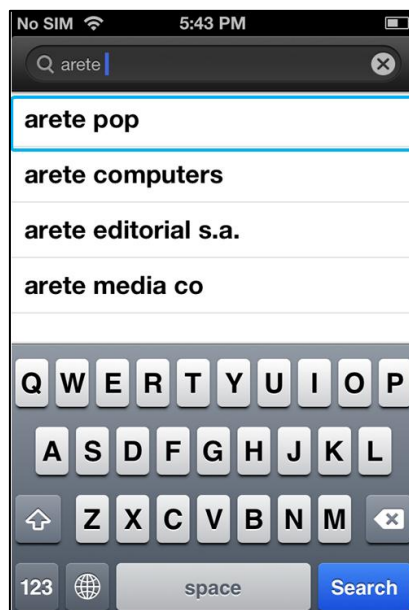 No SIM 5:43 PM
arete
arete pop
arete computers
arete editorial s.a.
arete media co
Q W E R T Y U I O P
A S D F G H J K L
Z X C V B N M
123 space Search